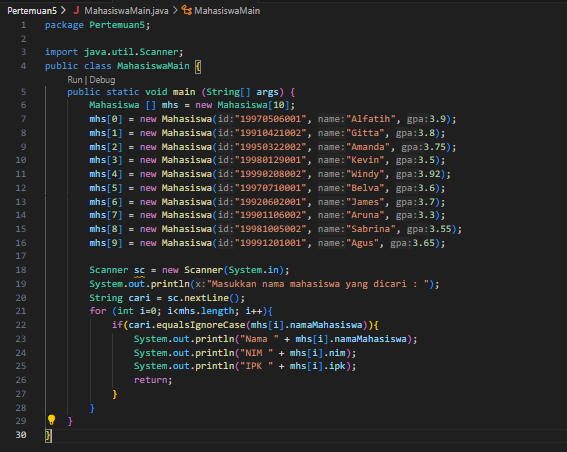 Pertemuan5 > J MahasiswaMain.java > MahasiswaMain
1 package Pertemuan5;
2
3 import java.util.Scanner;
4 public class MahasiswaMain {
Run | Debug
5 public static void main (String[] args) {
6 Mahasiswa [] mhs = new Mahasiswa[10];
7 mhs[0] = new Mahasiswa(id:"19970506001", name:"Alfatih", gpa:3.9);
8 mhs[1] = new Mahasiswa(id:"19910421002", name:"Gitta", gpa:3.8);
9 mhs[2] = new Mahasiswa(id:"19950322002", name:"Amanda", gpa:3.75);
10 mhs[3] = new Mahasiswa(id:"19980129001", name:"Kevin", gpa:3.5);
11 mhs[4] = new Mahasiswa(id:"19990208002", name:"Windy", gpa:3.92);
12 mhs[5] = new Mahasiswa(id:"19970710001", name:"Belva", gpa:3.6);
13 mhs[6] = new Mahasiswa(id:"19920602001", name:"James", gpa:3.7);
14 mhs[7] = new Mahasiswa(id:"19901106002", name:"Aruna", gpa:3.3);
15 mhs[8] = new Mahasiswa(id:"19981005002", name:"Sabrina", gpa:3.55);
16 mhs[9] = new Mahasiswa(id:"19991201001", name:"Agus", gpa:3.65);
17
18 Scanner sc = new Scanner(System.in);
19 System.out.println(x:"Masukkan nama mahasiswa yang dicari : ");
20 String cari = sc.nextLine();
21 for (int i=0; i<mhs.length; i++){
22 if(cari.equalsIgnoreCase(mhs[i].namaMahasiswa)){
23 System.out.println("Nama " + mhs[i].namaMahasiswa);
24 System.out.println("NIM " + mhs[i].nim);
25 System.out.println("IPK " + mhs[i].ipk);
26 return;
27 }
28 }
29 }
30 }